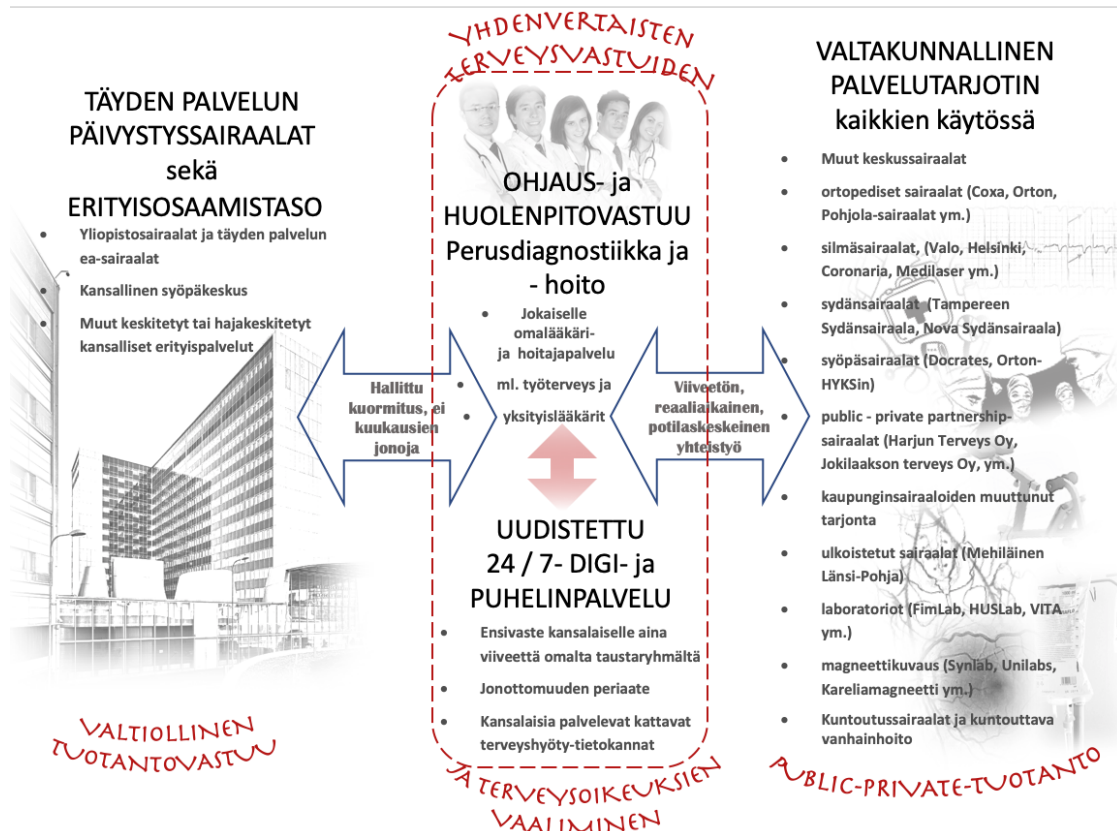 TÄYDEN PALVELUN
PÄIVYSTYSSAIRAALAT
sekä
ERITYISOSAAMISTASO
• Yliopistosairaalat ja täyden palvelun
ea-sairaalat
• Kansallinen syöpäkeskus
• Muut keskitetyt tai hajakeskitetyt
kansalliset erityispalvelut
VALTIOLLINEN
TUOTANTOVASTUU
Hallittu
kuormitus, ei
kuukausien
jonoja
YHDENVERTAISTEN
TERVEYSVASTUIDEN
OHJAUS- ja
HUOLENPITOVASTUU
Perusdiagnostiikka ja
- hoito
• Jokaiselle
omalääkäri-
ja hoitajapalvelu
• ml. työterveys ja
• yksityislääkärit
UUDISTETTU
24 / 7- DIGI- ja
PUHELINPALVELU
• Ensivaste kansalaiselle aina
viiveettä omalta taustaryhmältä
• Jonottomuuden periaate
• Kansalaisia palvelevat kattavat
terveyshyöty-tietokannat
JA TERVEYSOIKEUKSIEN
VAALIMINEN
Viiveetön,
reaaliaikainen,
potilaskeskeinen
yhteistyö
VALTAKUNNALLINEN
PALVELUTARJOTIN
kaikkien käytössä
• Muut keskussairaalat
• ortopediset sairaalat (Coxa, Orton,
Pohjola-sairaalat ym.)
• silmäsairaalat, (Valo, Helsinki,
Coronaria, Medilaser ym.)
• sydänsairaalat (Tampereen
Sydänsairaala, Nova Sydänsairaala)
• syöpäsairaalat (Docrates, Orton-
HYKSin)
• public - private partnership-
sairaalat (Harjun Terveys Oy,
Jokilaakson terveys Oy, ym.)
• kaupunginsairaaloiden muuttunut
tarjonta
• ulkoistetut sairaalat (Mehiläinen
Länsi-Pohja)
• laboratoriot (FimLab, HUSLab, VITA
ym.)
• magneettikuvaus (Synlab, Unilabs,
Kareliamagneetti ym.)
• Kuntoutussairaalat ja kuntouttava
vanhainhoito
PUBLIC-PRIVATE-TUOTANTO